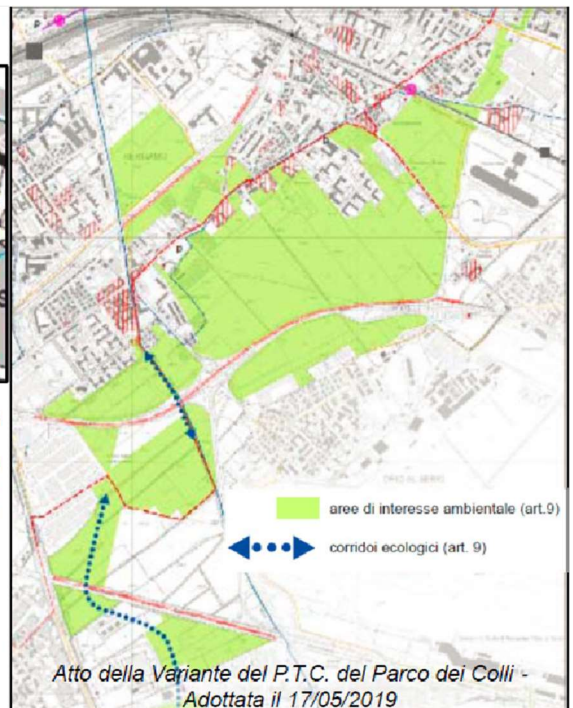 aree di interesse ambientale (art.9)
corridoi ecologici (art. 9)
Atto della Variante del P.T.C. del Parco dei Colli -
Adottata il 17/05/2019